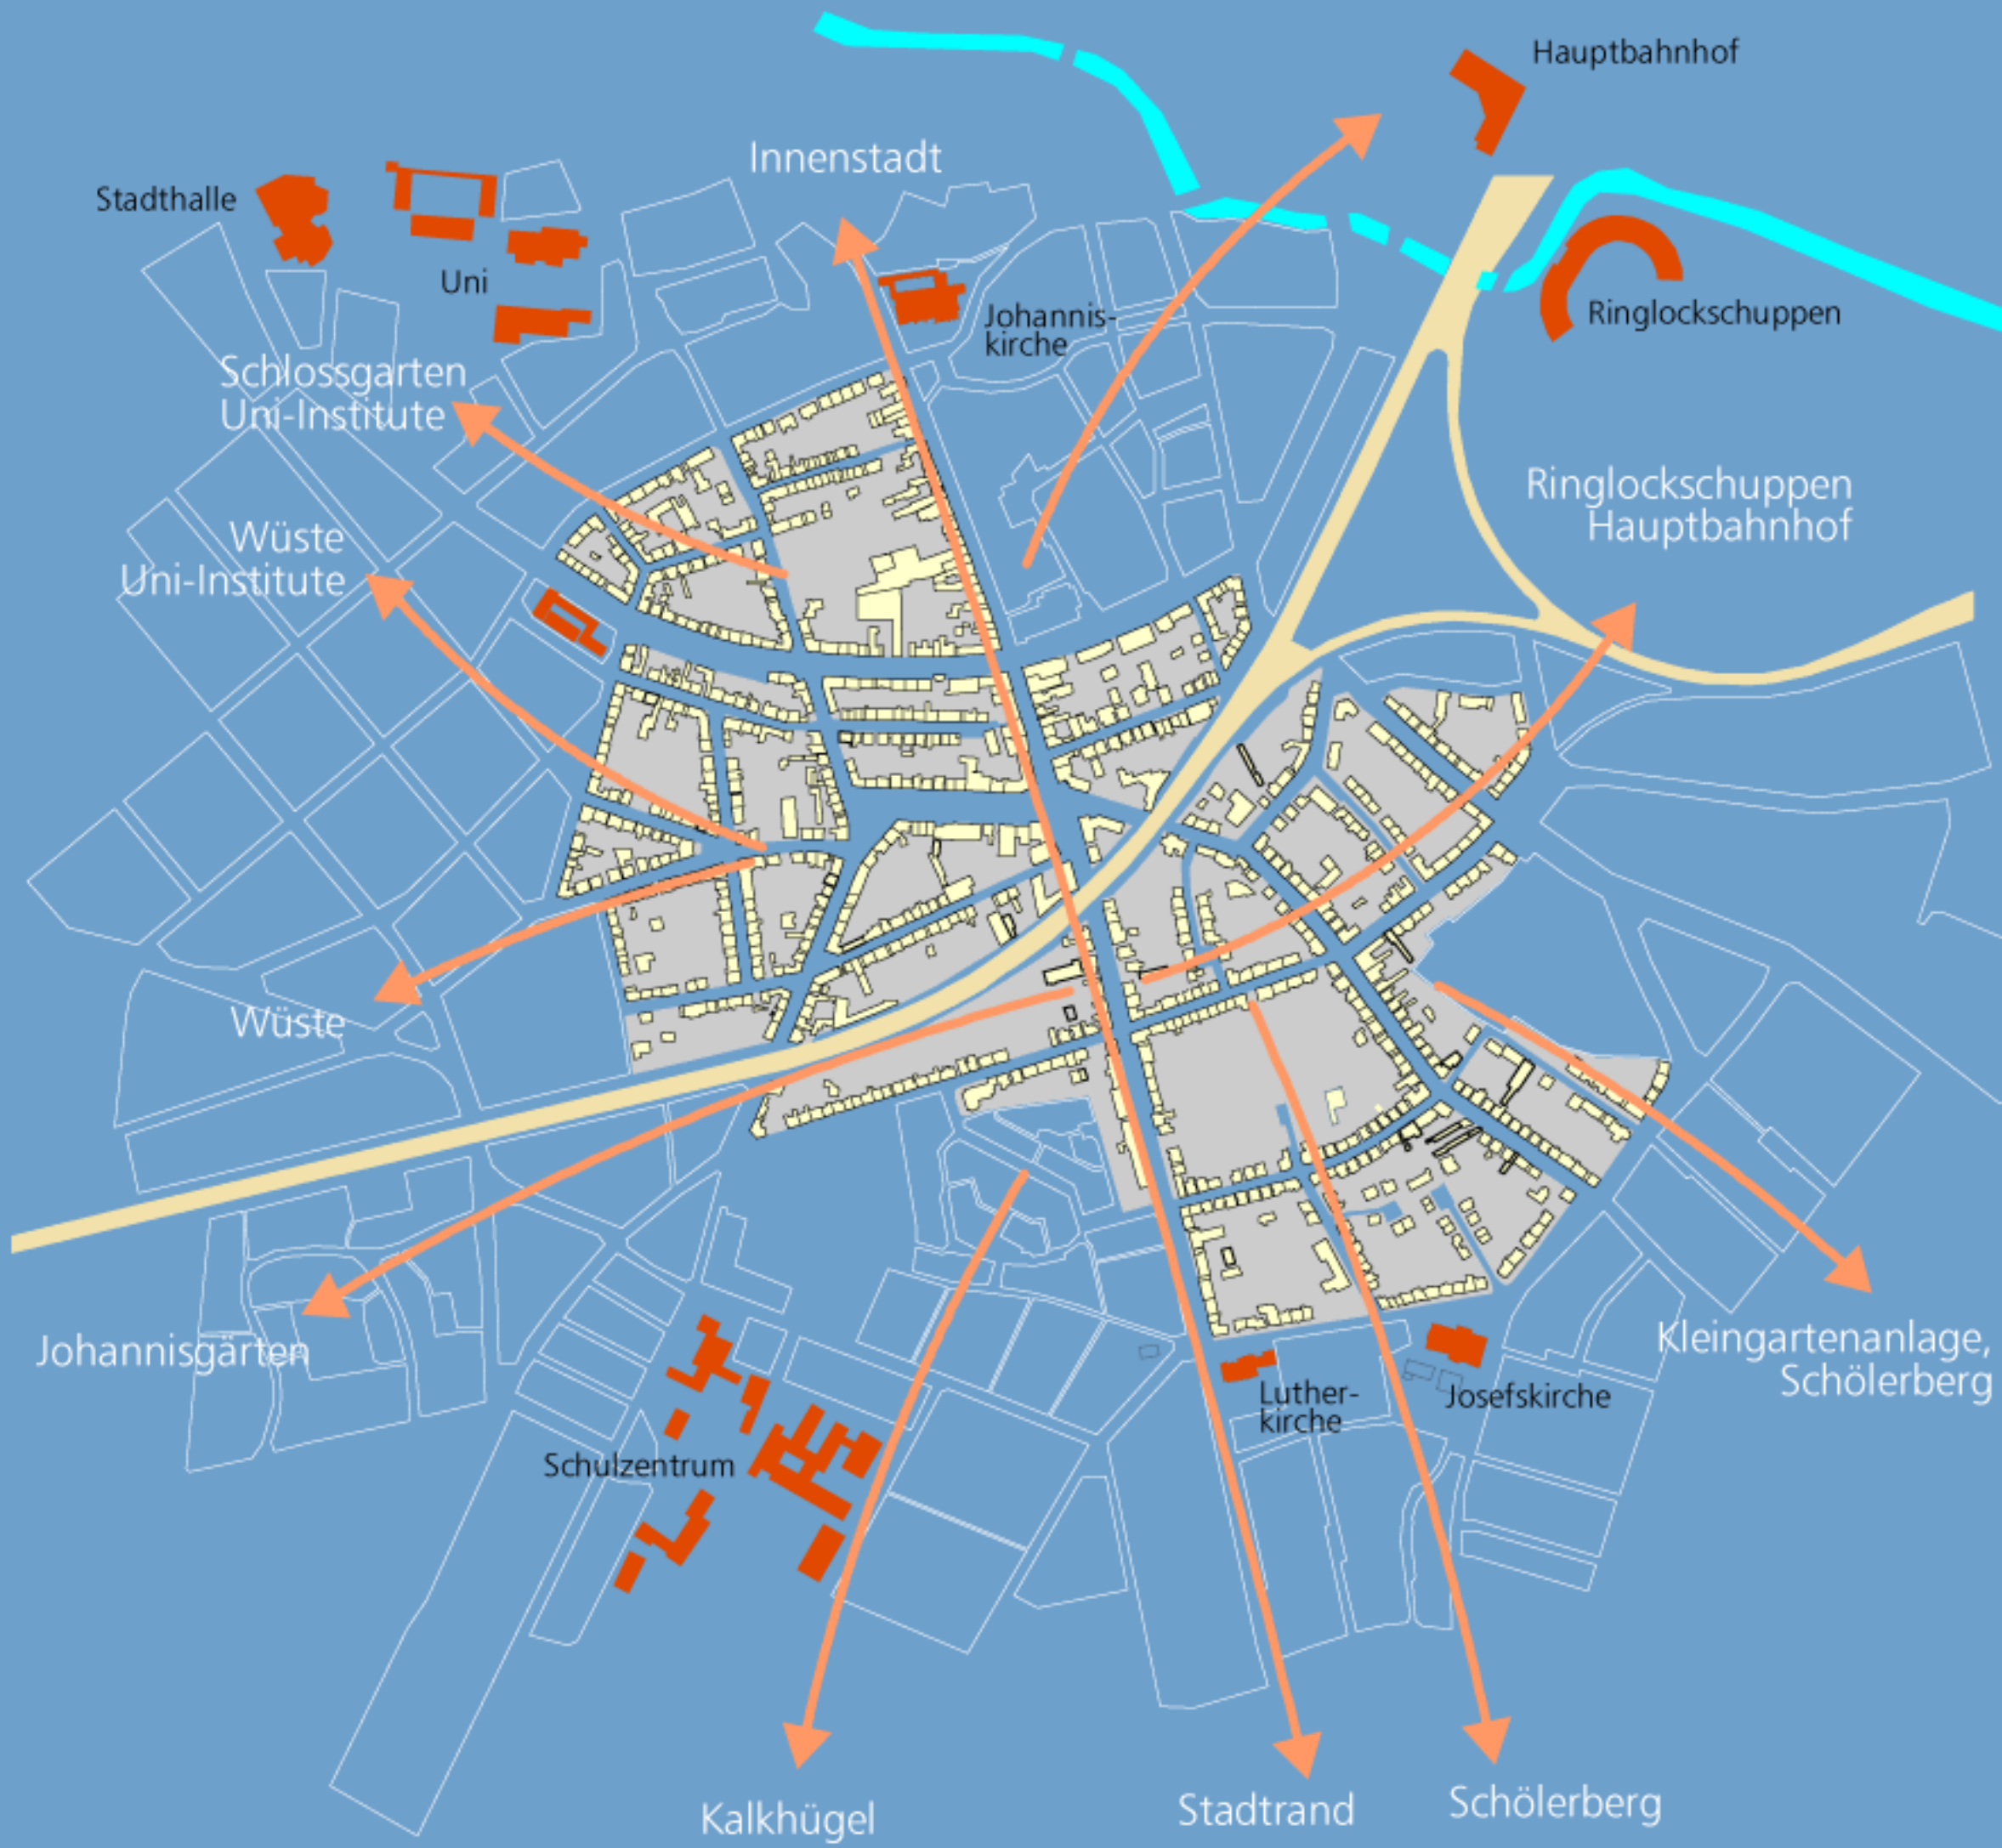 Hauptbahnhof
Innenstadt
Stadthalle
Uni
Johannis-
kirche
Ringlockschuppen
Schlossgarten
Uni-Institute
Ringlockschuppen
Hauptbahnhof
Wüste
Uni-Institute
Wüste
Johannisgärten
Kleingartenanlage,
Schölerberg
Luther-
kirche
Josefskirche
Schulzentrum
Kalkhügel
Stadtrand
Schölerberg